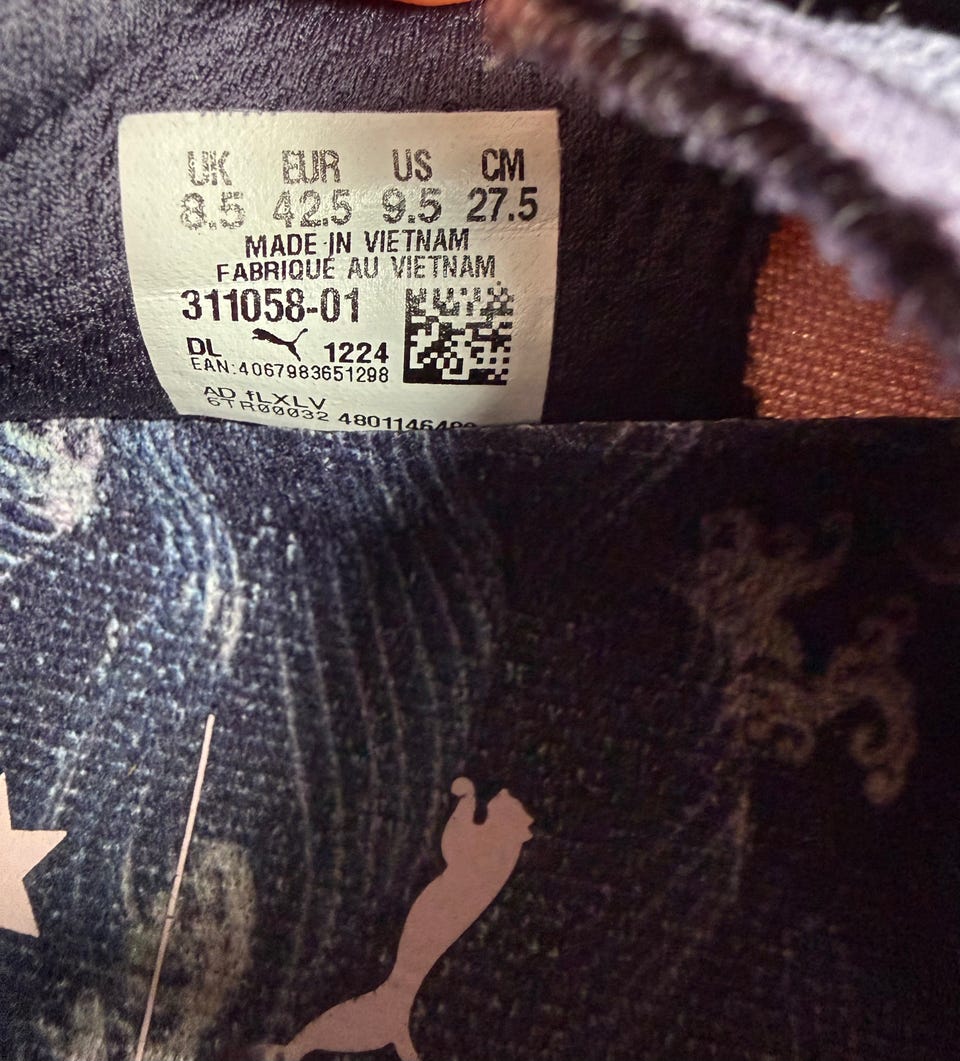 UK EUR US CM
8.5 42.5 9.5 27.5
MADE IN VIETNAM
FABRIQUE AU VIETNAM
311058-01
DL 1224
EAN:4067983651298
AD fLXLV
6TR00032